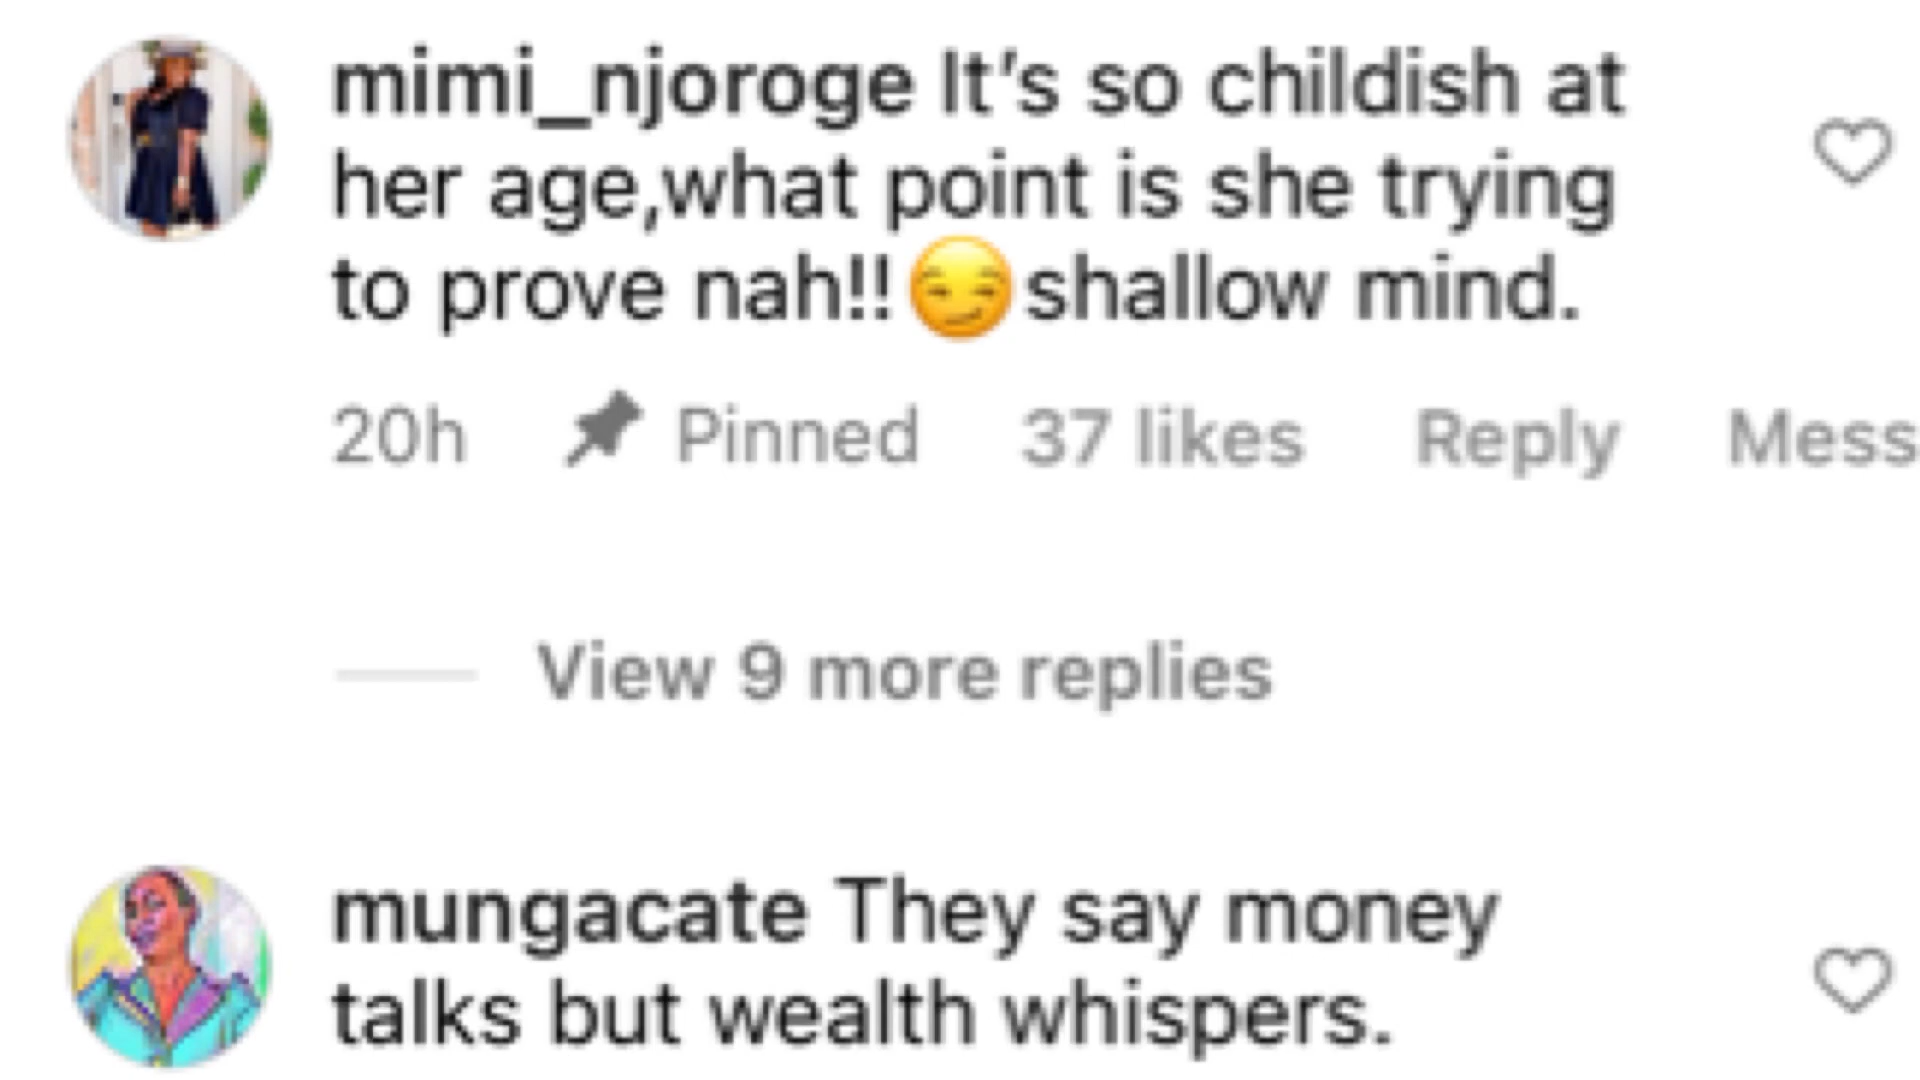 mimi_njoroge It’s so childish at
her age,what point is she trying
to prove nah!!😏shallow mind.
20h Pinned 37 likes Reply Mess
View 9 more replies
mungacate They say money
talks but wealth whispers.